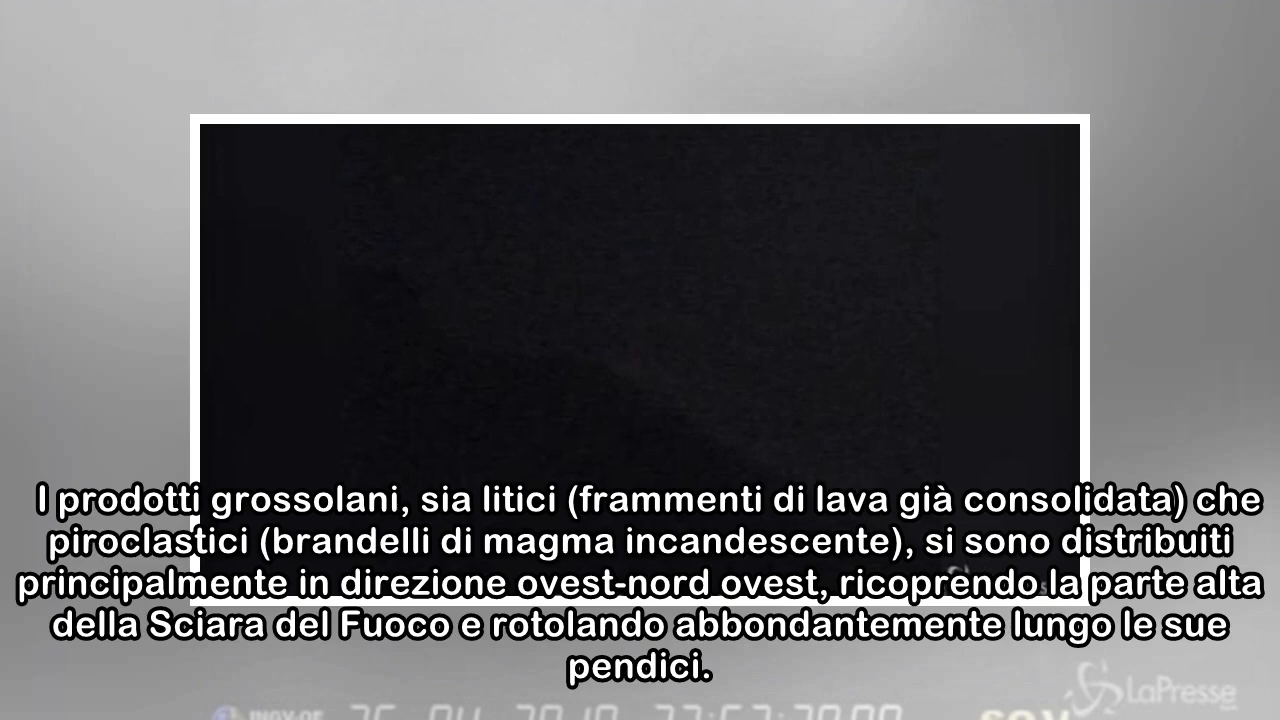 I prodotti grossolani, sia litici (frammenti di lava già consolidata) che
piroclastici (brandelli di magma incandescente), si sono distribuiti
principalmente in direzione ovest-nord ovest, ricoprendo la parte alta
della Sciara del Fuoco e rotolando abbondantemente lungo le sue
pendici.
LaPresse